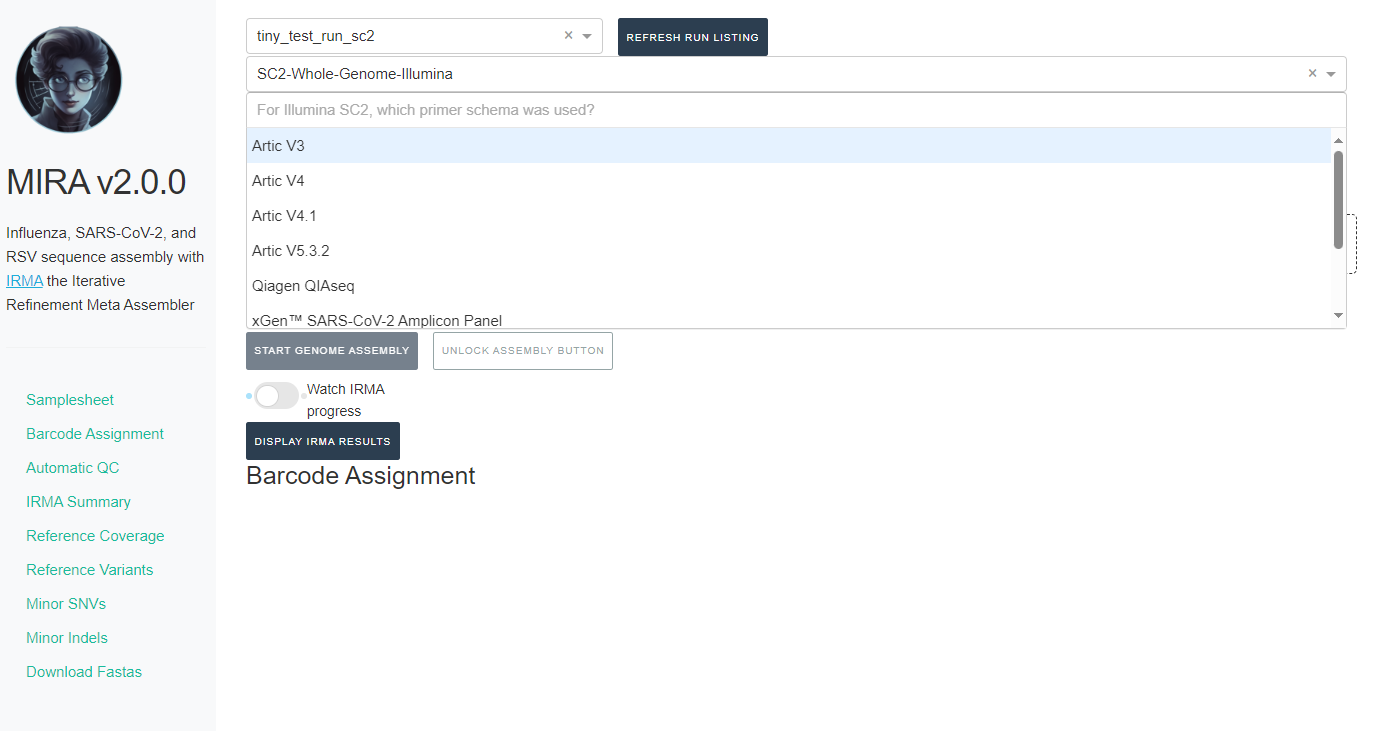 MIRA v2.0.0
Influenza, SARS-CoV-2, and
RSV sequence assembly with
IRMA the Iterative
Refinement Meta Assembler
Samplesheet
Barcode Assignment
Automatic QC
IRMA Summary
Reference Coverage
Reference Variants
Minor SNVs
Minor Indels
Download Fastas
tiny_test_run_sc2 ×
REFRESH RUN LISTING
SC2-Whole-Genome-Illumina ×
For Illumina SC2, which primer schema was used?
Artic V3
Artic V4
Artic V4.1
Artic V5.3.2
Qiagen QIAseq
xGen™ SARS-CoV-2 Amplicon Panel
START GENOME ASSEMBLY
UNLOCK ASSEMBLY BUTTON
Watch IRMA
progress
DISPLAY IRMA RESULTS
Barcode Assignment